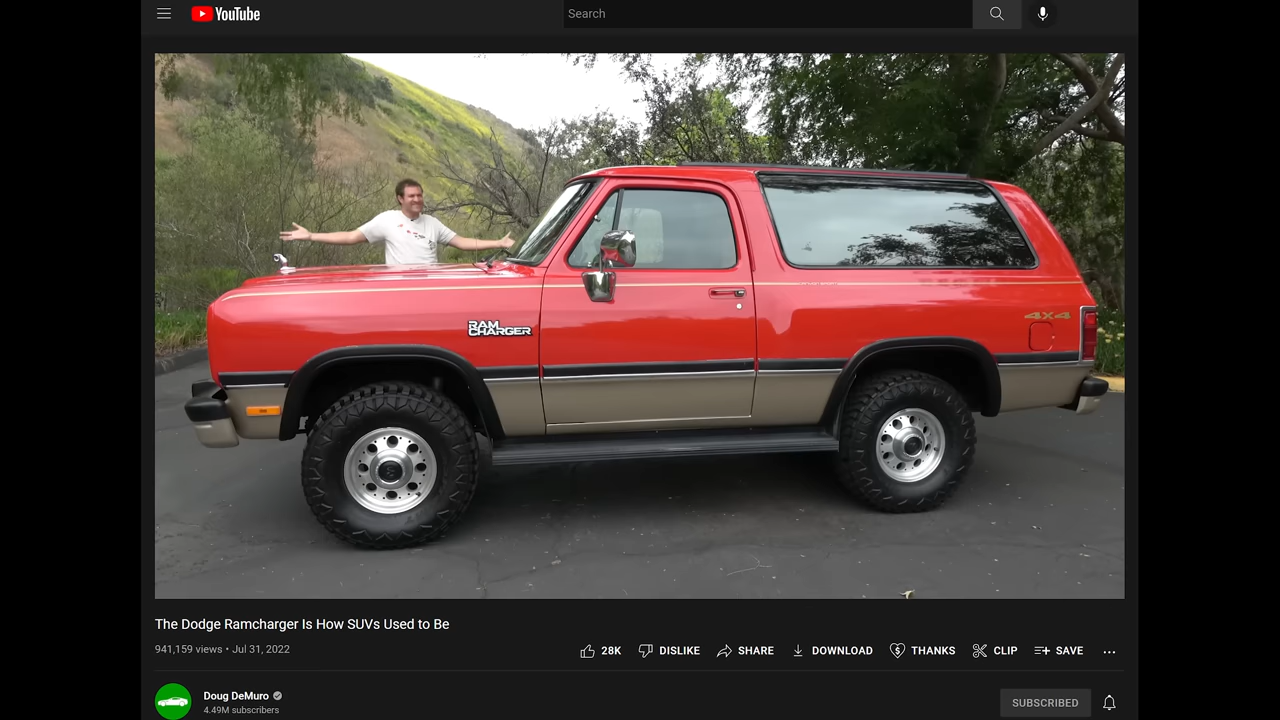 YouTube
Search
RAM
CHARGER
4X4
The Dodge Ramcharger Is How SUVs Used to Be
941,159 views • Jul 31, 2022
28K
DISLIKE
SHARE
DOWNLOAD
THANKS
CLIP
SAVE
...
Doug DeMuro
4.49M subscribers
SUBSCRIBED